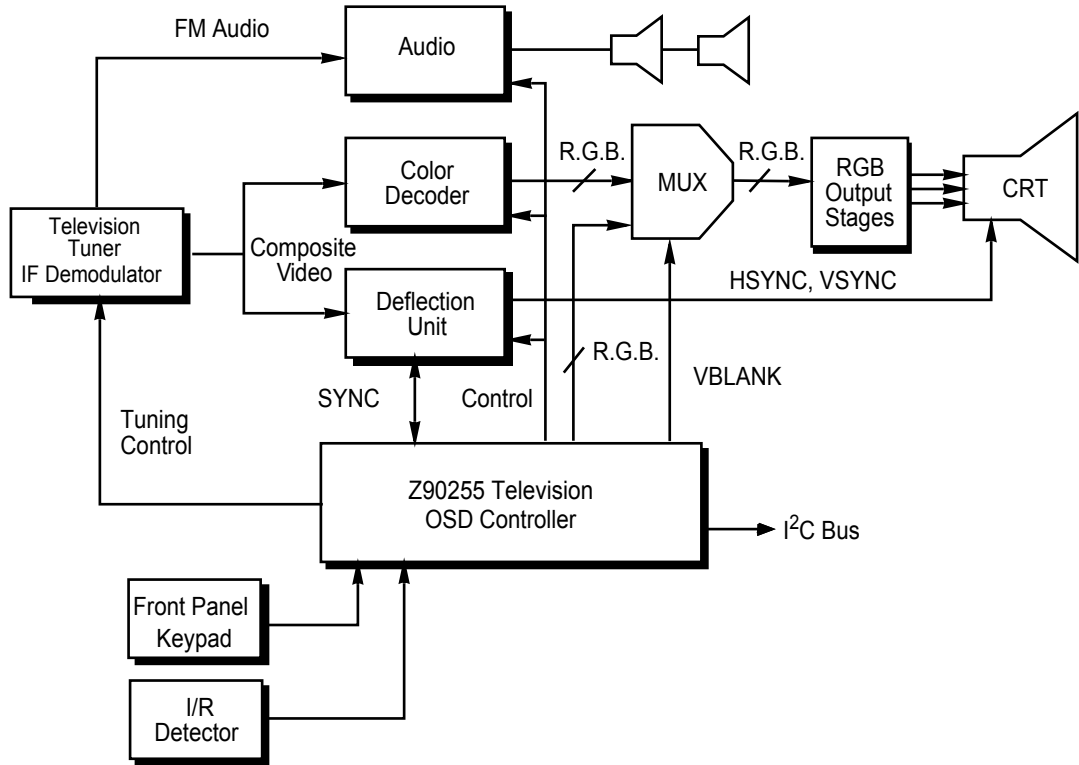 FM Audio
Audio
Color
Decoder
R.G.B.
MUX
R.G.B.
RGB
Output
Stages
CRT
Television
Tuner
IF Demodulator
Composite
Video
Deflection
Unit
HSYNC, VSYNC
R.G.B.
VBLANK
SYNC
Control
Tuning
Control
Z90255 Television
OSD Controller
I²C Bus
Front Panel
Keypad
I/R
Detector